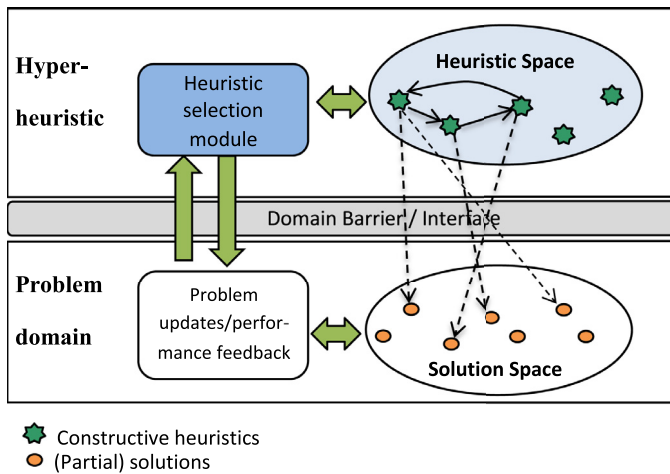 Hyper-
heuristic
Heuristic
selection
module
Heuristic Space
Domain Barrier / Interface
Problem
domain
Problem
updates/perfor-
mance feedback
Solution Space
Constructive heuristics
(Partial) solutions